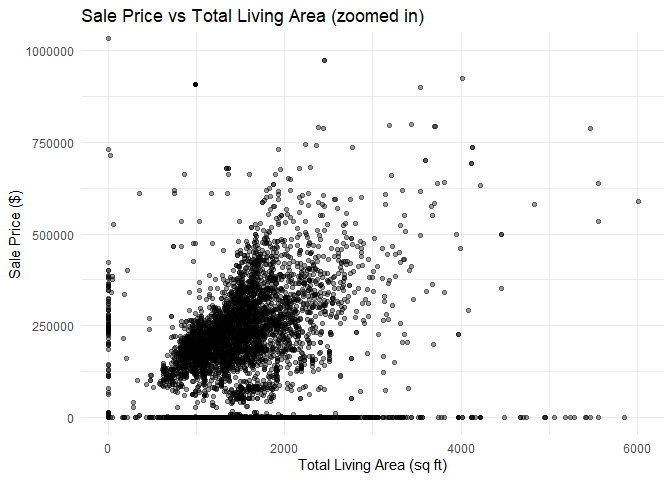 Sale Price vs Total Living Area (zoomed in)
1000000
750000
500000
250000
0
Sale Price ($)
0 2000 4000 6000
Total Living Area (sq ft)